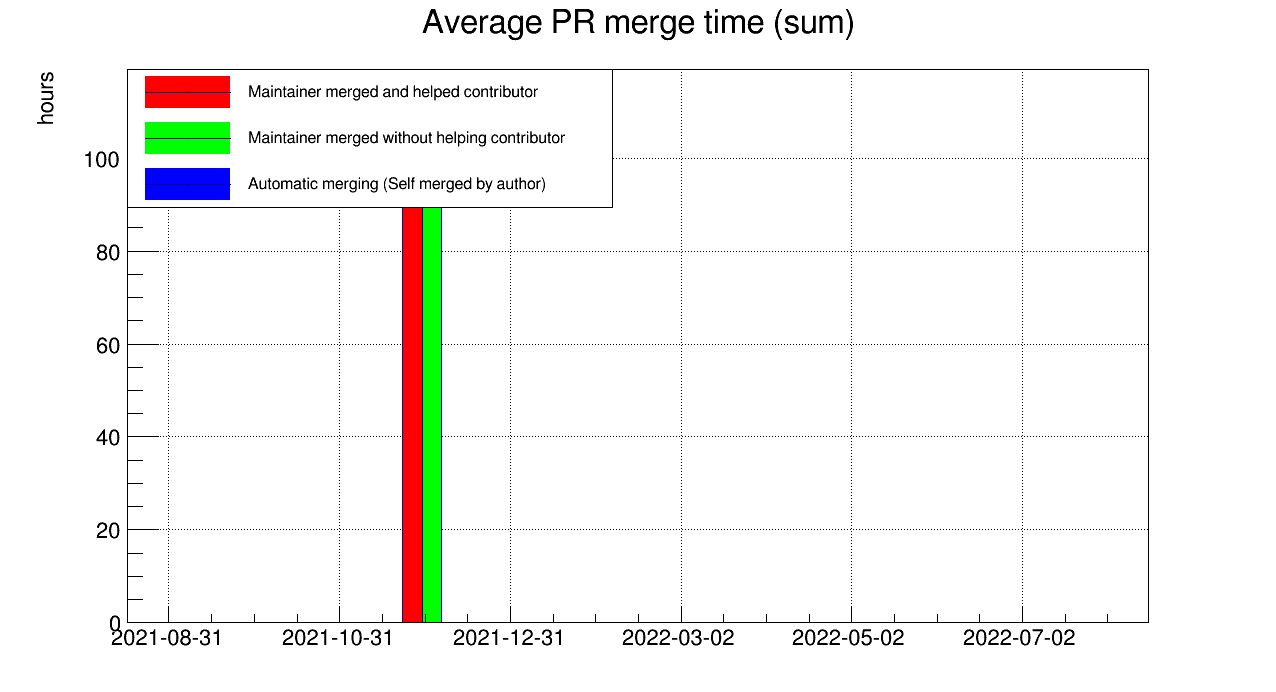 Average PR merge time (sum)
hours
Maintainer merged and helped contributor
Maintainer merged without helping contributor
Automatic merging (Self merged by author)
100
80
60
40
20
0
2021-08-31 2021-10-31 2021-12-31 2022-03-02 2022-05-02 2022-07-02